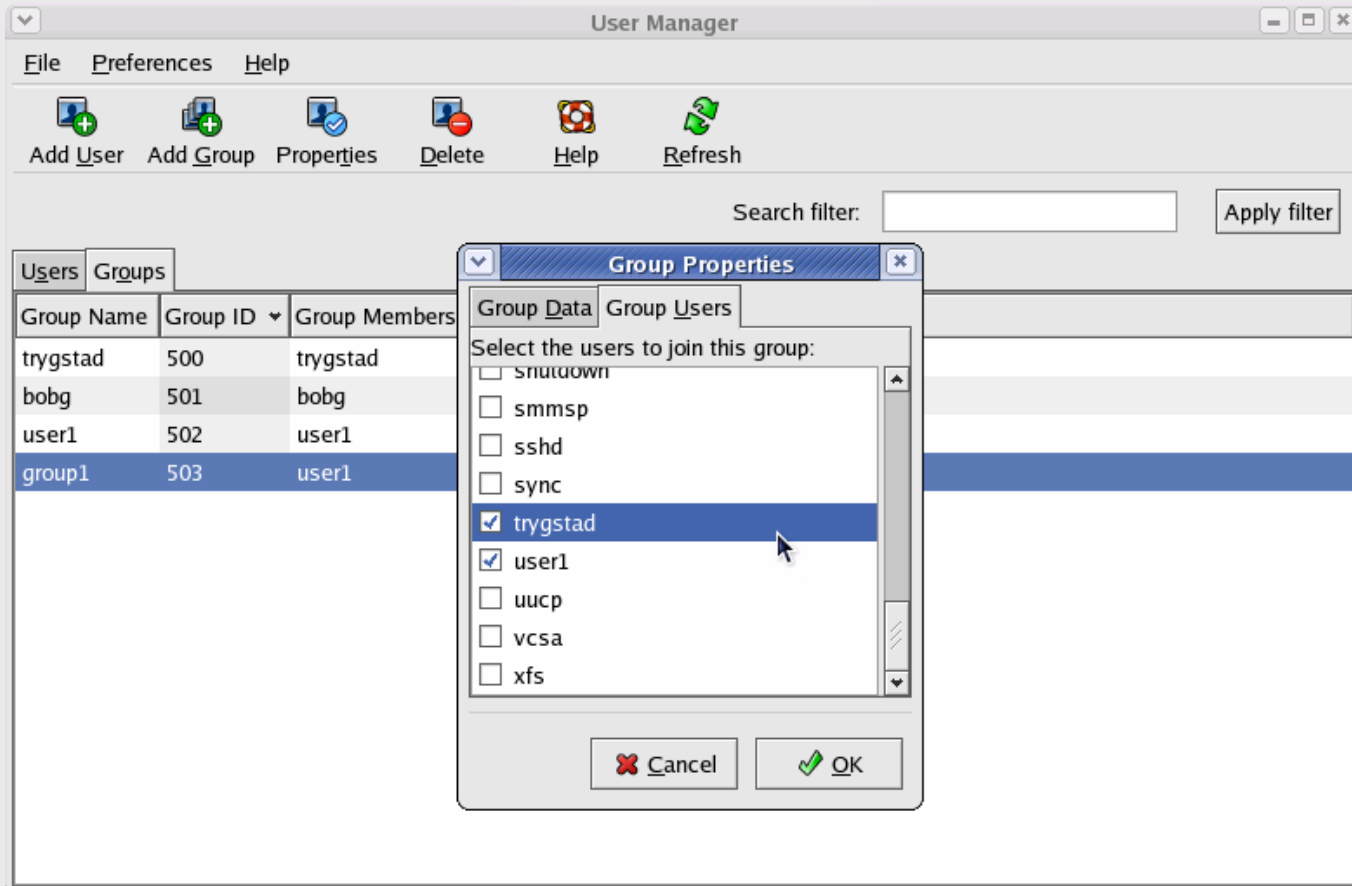 User Manager
File Preferences Help
Add User Add Group Properties Delete Help Refresh
Search filter: Apply filter
Users Groups
Group Name Group ID Group Members
trygstad 500 trygstad
bobg 501 bobg
user1 502 user1
group1 503 user1
Group Properties
Group Data Group Users
Select the users to join this group:
shutdown
smmsp
sshd
sync
trygstad
user1
uucp
vcsa
xfs
Cancel OK